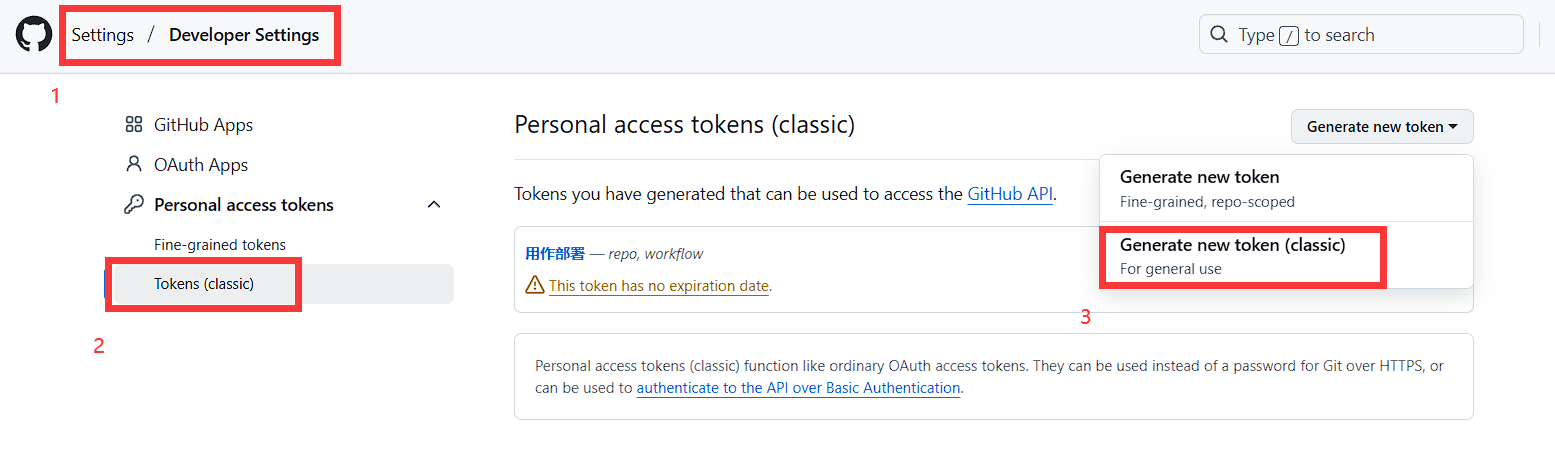 Settings / Developer Settings
Type / to search
1
GitHub Apps
OAuth Apps
Personal access tokens
Fine-grained tokens
Tokens (classic)
2
Personal access tokens (classic)
Generate new token
Generate new token
Fine-grained, repo-scoped
Generate new token (classic)
For general use
3
Tokens you have generated that can be used to access the GitHub API.
用作部署 — repo, workflow
This token has no expiration date.
Personal access tokens (classic) function like ordinary OAuth access tokens. They can be used instead of a password for Git over HTTPS, or
can be used to authenticate to the API over Basic Authentication.